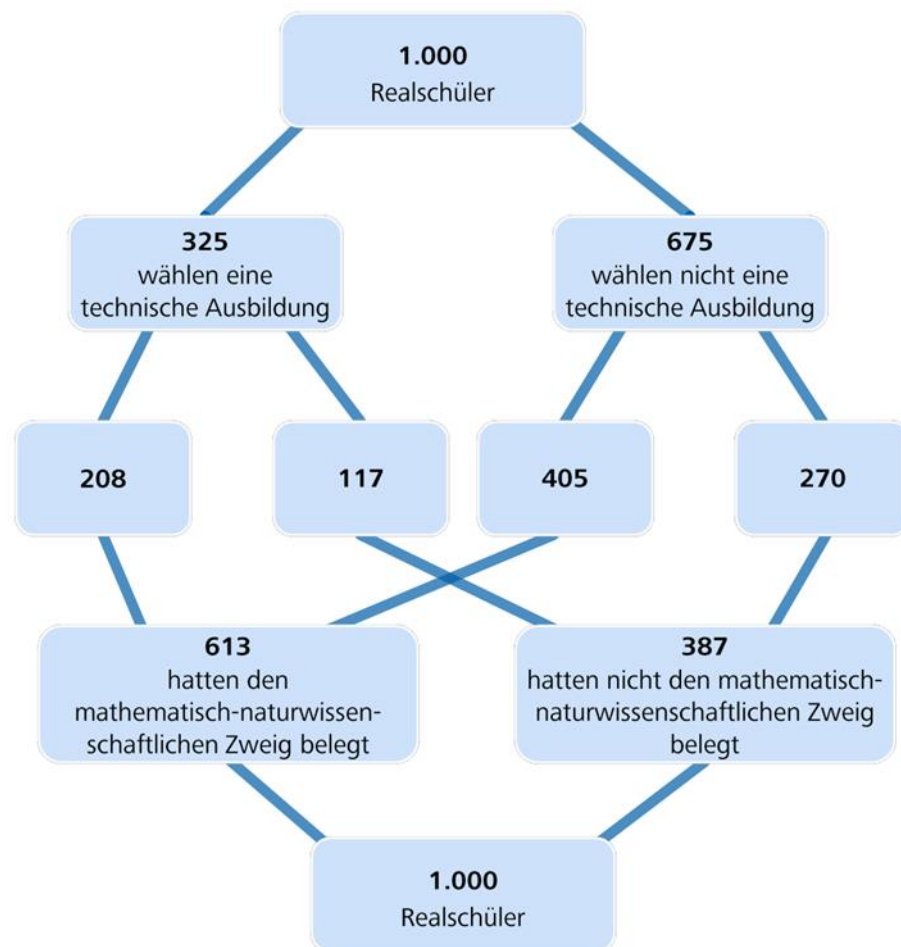 1.000
Realschüler
325
wählen eine
technische Ausbildung
675
wählen nicht eine
technische Ausbildung
208
117
405
270
613
hatten den
mathematisch-naturwissen-
schaftlichen Zweig belegt
387
hatten nicht den mathematisch-
naturwissenschaftlichen Zweig
belegt
1.000
Realschüler